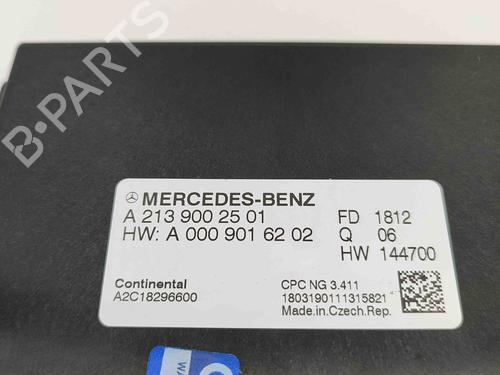 B-PARTS
MERCEDES-BENZ
A 213 900 25 01
HW: A 000 901 62 02
FD 1812
Q 06
HW 144700
Continental
A2C18296600
CPC NG 3.411
1803190111315821
Made.in.Czech.Rep.